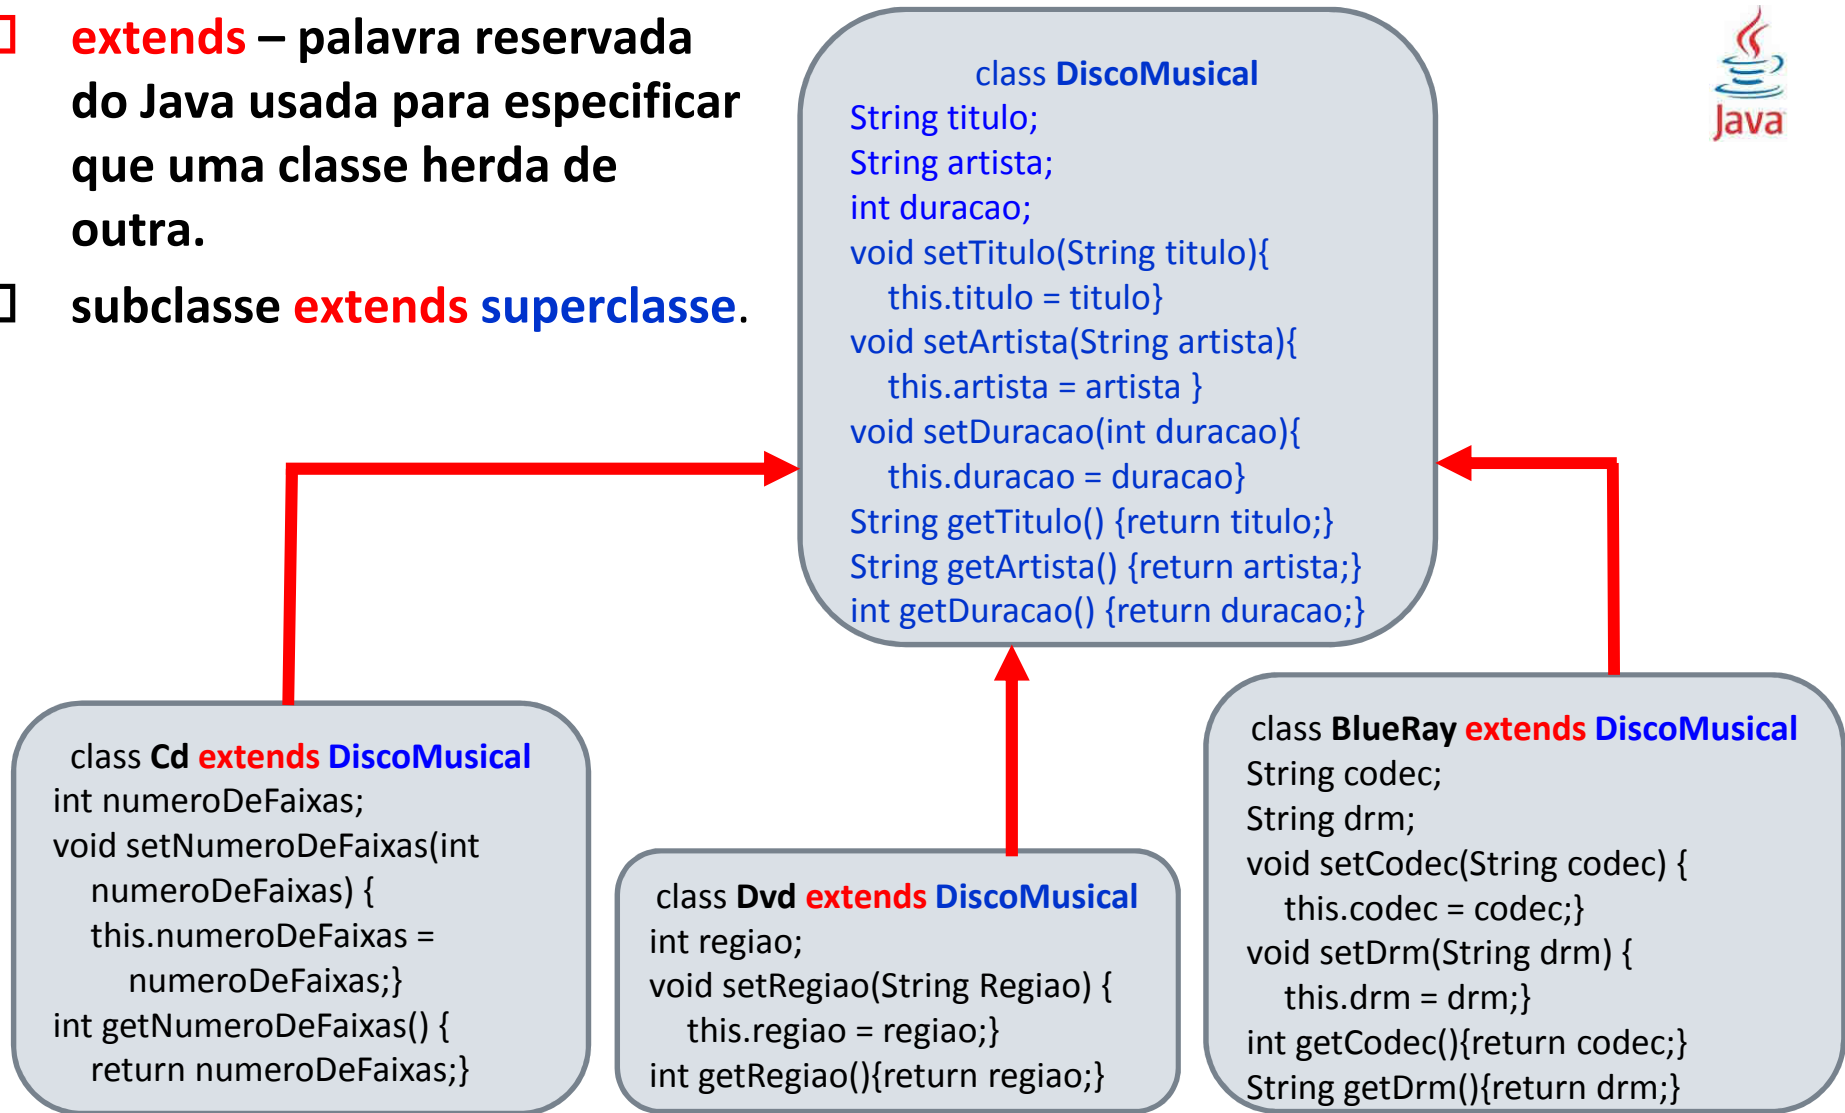 extends – palavra reservada
do Java usada para especificar
que uma classe herda de
outra.
subclasse extends superclasse.
class DiscoMusical
String titulo;
String artista;
int duracao;
void setTitulo(String titulo){
this.titulo = titulo}
void setArtista(String artista){
this.artista = artista }
void setDuracao(int duracao){
this.duracao = duracao}
String getTitulo() {return titulo;}
String getArtista() {return artista;}
int getDuracao() {return duracao;}
Java
class Cd extends DiscoMusical
int numeroDeFaixas;
void setNumeroDeFaixas(int
numeroDeFaixas) {
this.numeroDeFaixas =
numeroDeFaixas;}
int getNumeroDeFaixas() {
return numeroDeFaixas;}
class Dvd extends DiscoMusical
int regiao;
void setRegiao(String Regiao) {
this.regiao = regiao;}
int getRegiao(){return regiao;}
class BlueRay extends DiscoMusical
String codec;
String drm;
void setCodec(String codec) {
this.codec = codec;}
void setDrm(String drm) {
this.drm = drm;}
int getCodec(){return codec;}
String getDrm(){return drm;}